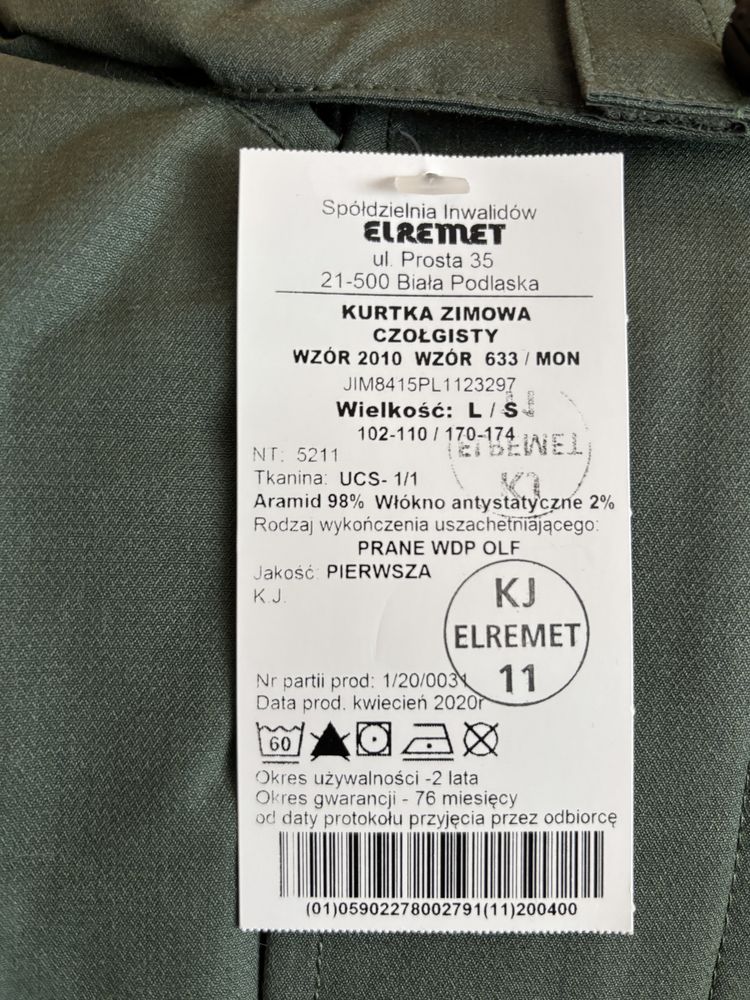 Spółdzielnia Inwalidów
ELREMET
ul. Prosta 35
21-500 Biała Podlaska
KURTKA ZIMOWA
CZOŁGISTY
WZÓR 2010 WZÓR 633 / MON
JIM8415PL1123297
Wielkość: L / S
102-110 / 170-174
KJ
ELREMET
NT: 5211
Tkanina: UCS- 1/1
Aramid 98% Włókno antystatyczne 2%
Rodzaj wykończenia uszachetniającego:
PRANE WDP OLF
Jakość: PIERWSZA
K.J.
KJ
ELREMET
11
Nr partii prod: 1/20/0031
Data prod. kwiecień 2020r
60
Okres używalności -2 lata
Okres gwarancji - 76 miesięcy
od daty protokołu przyjęcia przez odbiorcę
(01)05902278002791(11)200400